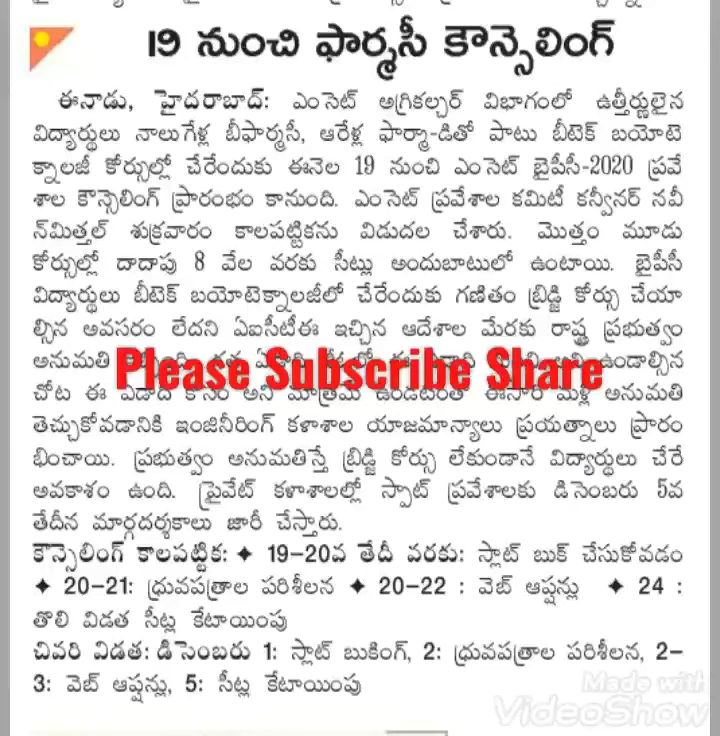 19 నుంచి ఫార్మసీ కౌన్సెలింగ్
ఈనాడు, హైదరాబాద్: ఎంసెట్ అగ్రికల్చర్ విభాగంలో ఉత్తీర్ణులైన
విద్యార్థులు నాలుగేళ్ల బీఫార్మసీ, ఆరేళ్ల ఫార్మా-డితో పాటు బీటెక్ బయోటె
క్నాలజీ కోర్సుల్లో చేరేందుకు ఈనెల 19 నుంచి ఎంసెట్ బైపీసీ-2020 ప్రవే
శాల కౌన్సెలింగ్ ప్రారంభం కానుంది. ఎంసెట్ ప్రవేశాల కమిటీ కన్వీనర్ నవీ
న్‌మిత్తల్ శుక్రవారం కాలపట్టికను విడుదల చేశారు. మొత్తం మూడు
కోర్సుల్లో దాదాపు 8 వేల వరకు సీట్లు అందుబాటులో ఉంటాయి. బైపీసీ
విద్యార్థులు బీటెక్ బయోటెక్నాలజీలో చేరేందుకు గణితం బ్రిడ్జి కోర్సు చేయా
ల్సిన అవసరం లేదని ఏఐసీటీఈ ఇచ్చిన ఆదేశాల మేరకు రాష్ట్ర ప్రభుత్వం
అనుమతి ఉండాల్సిన
Please Subscribe Share
చోట ఈ అనుమతి
తెచ్చుకోవడానికి ఇంజినీరింగ్ కళాశాల యాజమాన్యాలు ప్రయత్నాలు ప్రారం
భించాయి. ప్రభుత్వం అనుమతిస్తే బ్రిడ్జి కోర్సు లేకుండానే విద్యార్థులు చేరే
అవకాశం ఉంది. ప్రైవేట్ కళాశాలల్లో స్పాట్ ప్రవేశాలకు డిసెంబరు 5వ
తేదీన మార్గదర్శకాలు జారీ చేస్తారు.
కౌన్సెలింగ్ కాలపట్టిక: ✦ 19-20వ తేదీ వరకు: స్లాట్ బుక్ చేసుకోవడం
✦ 20-21: ధ్రువపత్రాల పరిశీలన ✦ 20-22 : వెబ్ ఆప్షన్లు ✦ 24 :
తొలి విడత సీట్ల కేటాయింపు
చివరి విడత: డిసెంబరు 1: స్లాట్ బుకింగ్, 2: ధ్రువపత్రాల పరిశీలన, 2-
3: వెబ్ ఆప్షన్లు, 5: సీట్ల కేటాయింపు
Made with
VideoShow